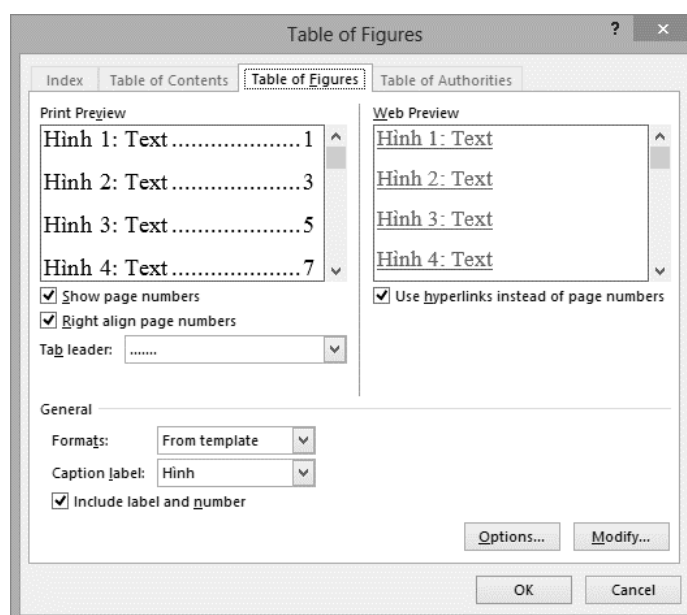 Table of Figures ? ×
Index Table of Contents Table of Figures Table of Authorities
Print Preview
Hình 1: Text.....................1
Hình 2: Text.....................3
Hình 3: Text.....................5
Hình 4: Text.....................7
Show page numbers
Right align page numbers
Tab leader: .......
Web Preview
Hình 1: Text
Hình 2: Text
Hình 3: Text
Hình 4: Text
Use hyperlinks instead of page numbers
General
Formats: From template
Caption label: Hình
Include label and number
Options... Modify...
OK Cancel